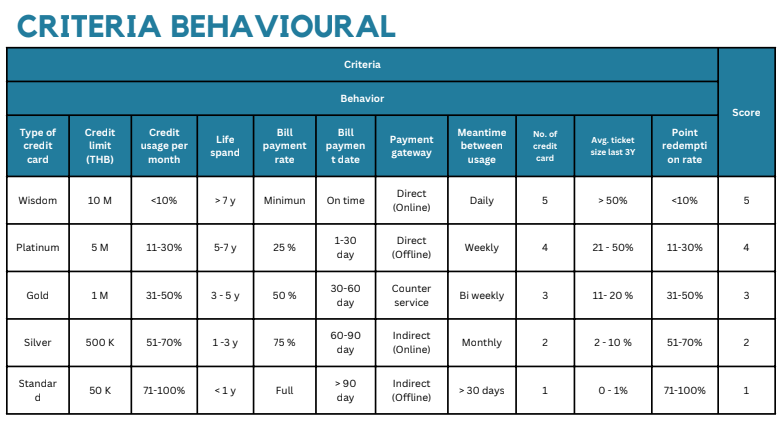 CRITERIA BEHAVIOURAL
Criteria
Score
Behavior
Type of credit card | Credit limit (THB) | Credit usage per month | Life spand | Bill payment rate | Bill paymen t date | Payment gateway | Meantime between usage | No. of credit card | Avg. ticket size last 3Y | Point redempti on rate
Wisdom | 10 M | <10% | > 7 y | Minimun | On time | Direct (Online) | Daily | 5 | > 50% | <10% | 5
Platinum | 5 M | 11-30% | 5-7 y | 25 % | 1-30 day | Direct (Offline) | Weekly | 4 | 21 - 50% | 11-30% | 4
Gold | 1 M | 31-50% | 3 - 5 y | 50 % | 30-60 day | Counter service | Bi weekly | 3 | 11- 20 % | 31-50% | 3
Silver | 500 K | 51-70% | 1 -3 y | 75 % | 60-90 day | Indirect (Online) | Monthly | 2 | 2 - 10 % | 51-70% | 2
Standar d | 50 K | 71-100% | < 1 y | Full | > 90 day | Indirect (Offline) | > 30 days | 1 | 0 - 1% | 71-100% | 1